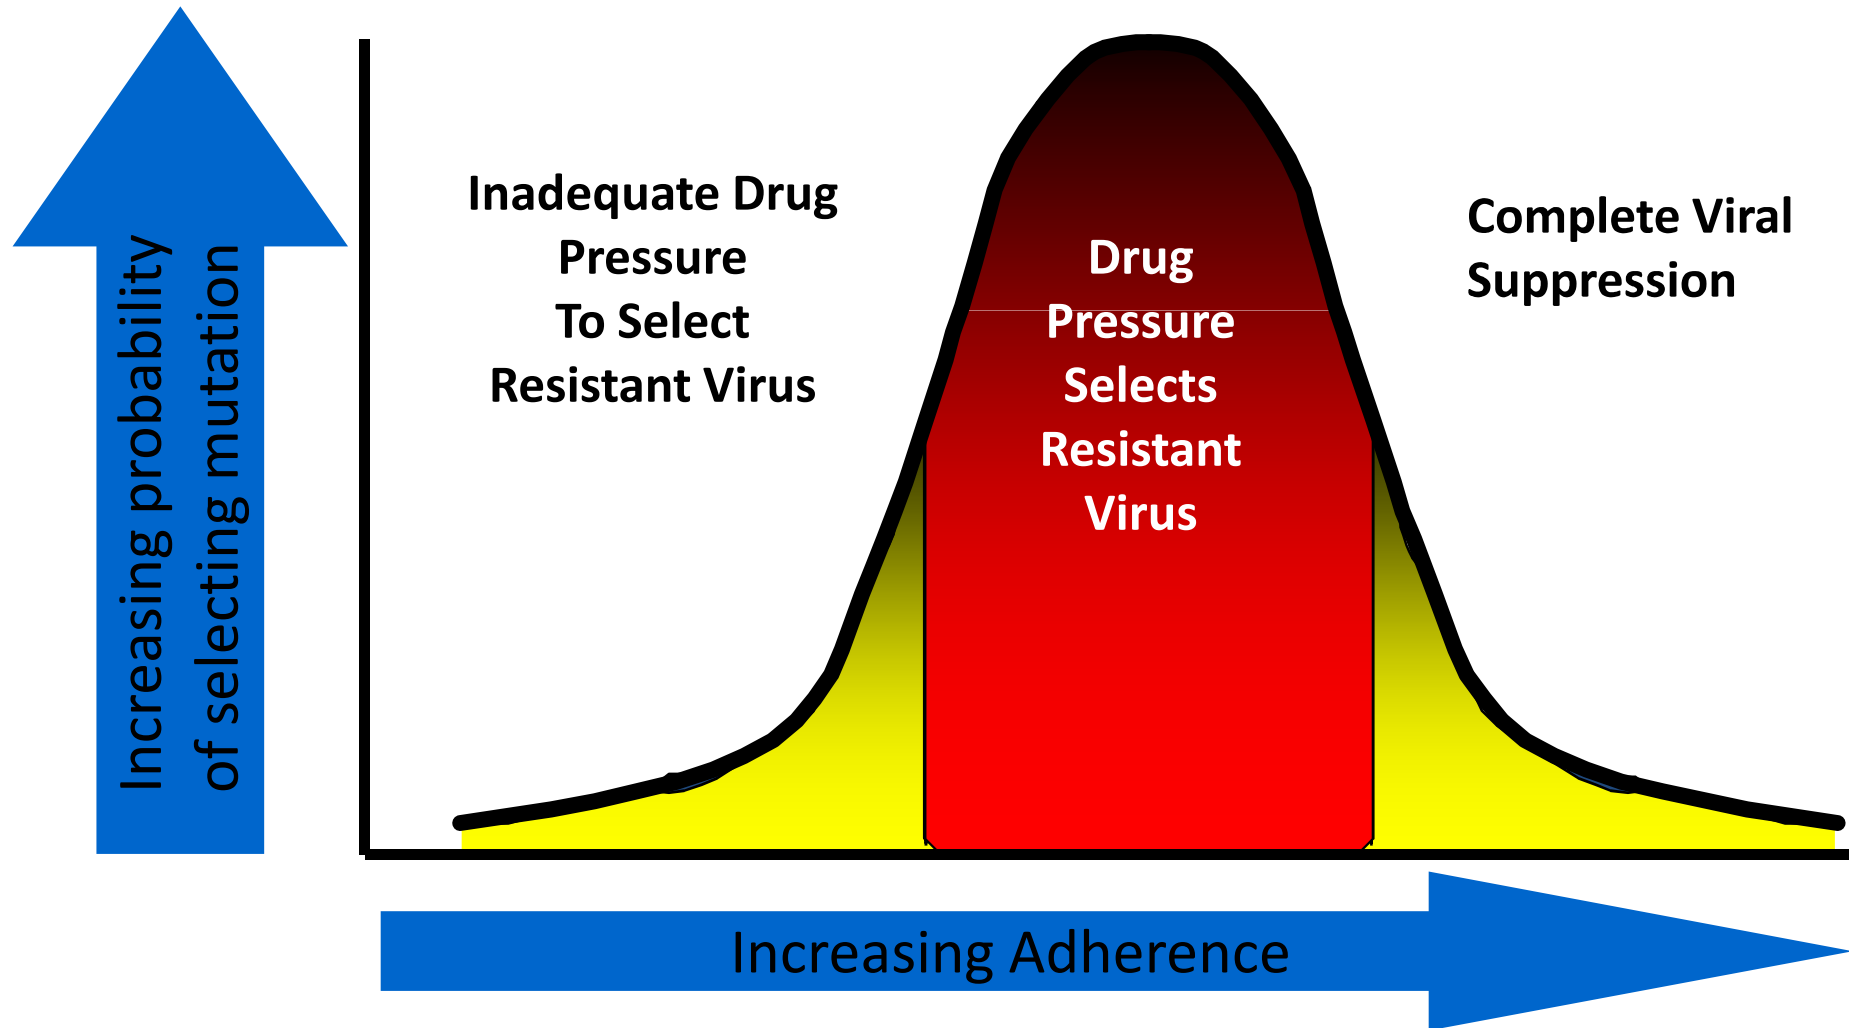 Increasing probability
of selecting mutation
Inadequate Drug
Pressure
To Select
Resistant Virus
Drug
Pressure
Selects
Resistant
Virus
Complete Viral
Suppression
Increasing Adherence